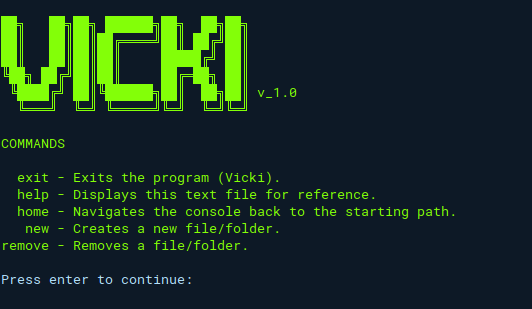 VICKI v_1.0
COMMANDS
exit - Exits the program (Vicki).
help - Displays this text file for reference.
home - Navigates the console back to the starting path.
new - Creates a new file/folder.
remove - Removes a file/folder.
Press enter to continue: